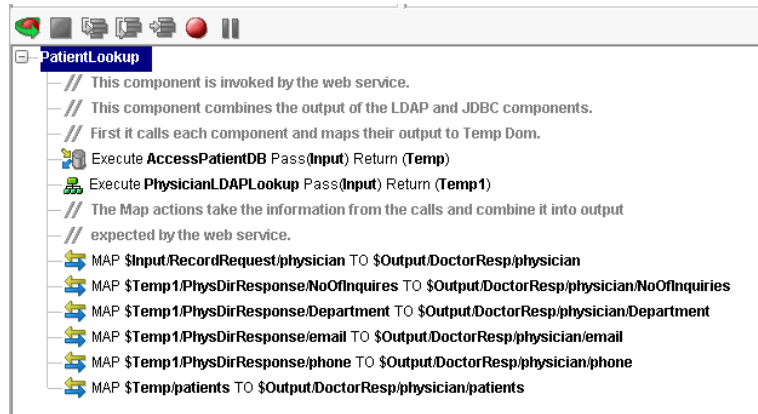 PatientLookup
// This component is invoked by the web service.
// This component combines the output of the LDAP and JDBC components.
// First it calls each component and maps their output to Temp Dom.
Execute AccessPatientDB Pass(Input) Return (Temp)
Execute PhysicianLDAPLookup Pass(Input) Return (Temp1)
// The Map actions take the information from the calls and combine it into output
// expected by the web service.
MAP $Input/RecordRequest/physician TO $Output/DoctorResp/physician
MAP $Temp1/PhysDirResponse/NoOfInquires TO $Output/DoctorResp/physician/NoOfInquiries
MAP $Temp1/PhysDirResponse/Department TO $Output/DoctorResp/physician/Department
MAP $Temp1/PhysDirResponse/email TO $Output/DoctorResp/physician/email
MAP $Temp1/PhysDirResponse/phone TO $Output/DoctorResp/physician/phone
MAP $Temp/patients TO $Output/DoctorResp/physician/patients